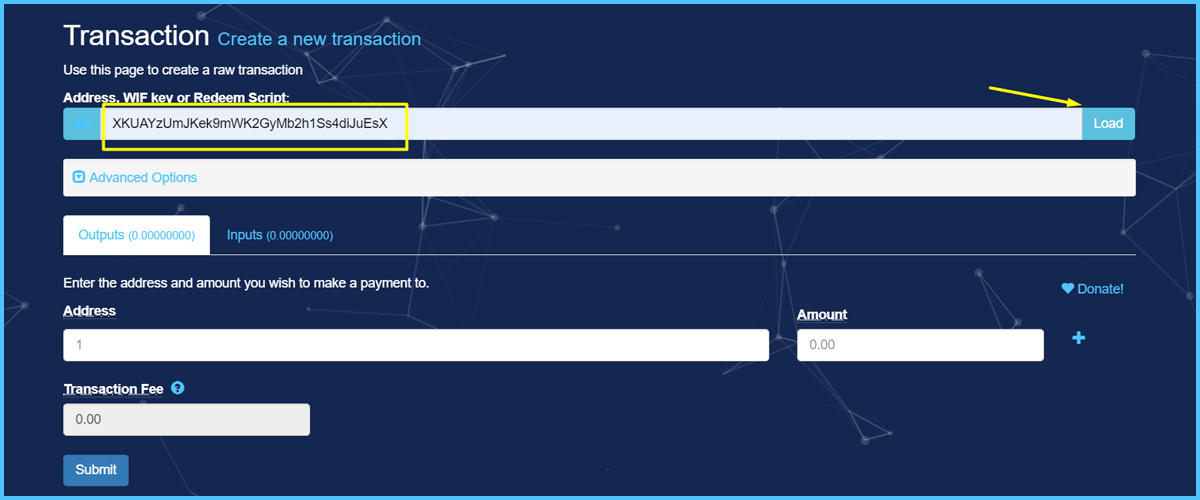 Transaction Create a new transaction
Use this page to create a raw transaction
Address, WIF key or Redeem Script:
XKUAYzUmJKek9mWK2GyMb2h1Ss4diJuEsX Load
Advanced Options
Outputs (0.00000000) Inputs (0.00000000)
Enter the address and amount you wish to make a payment to.
Donate!
Address Amount
1 0.00
Transaction Fee
0.00
Submit